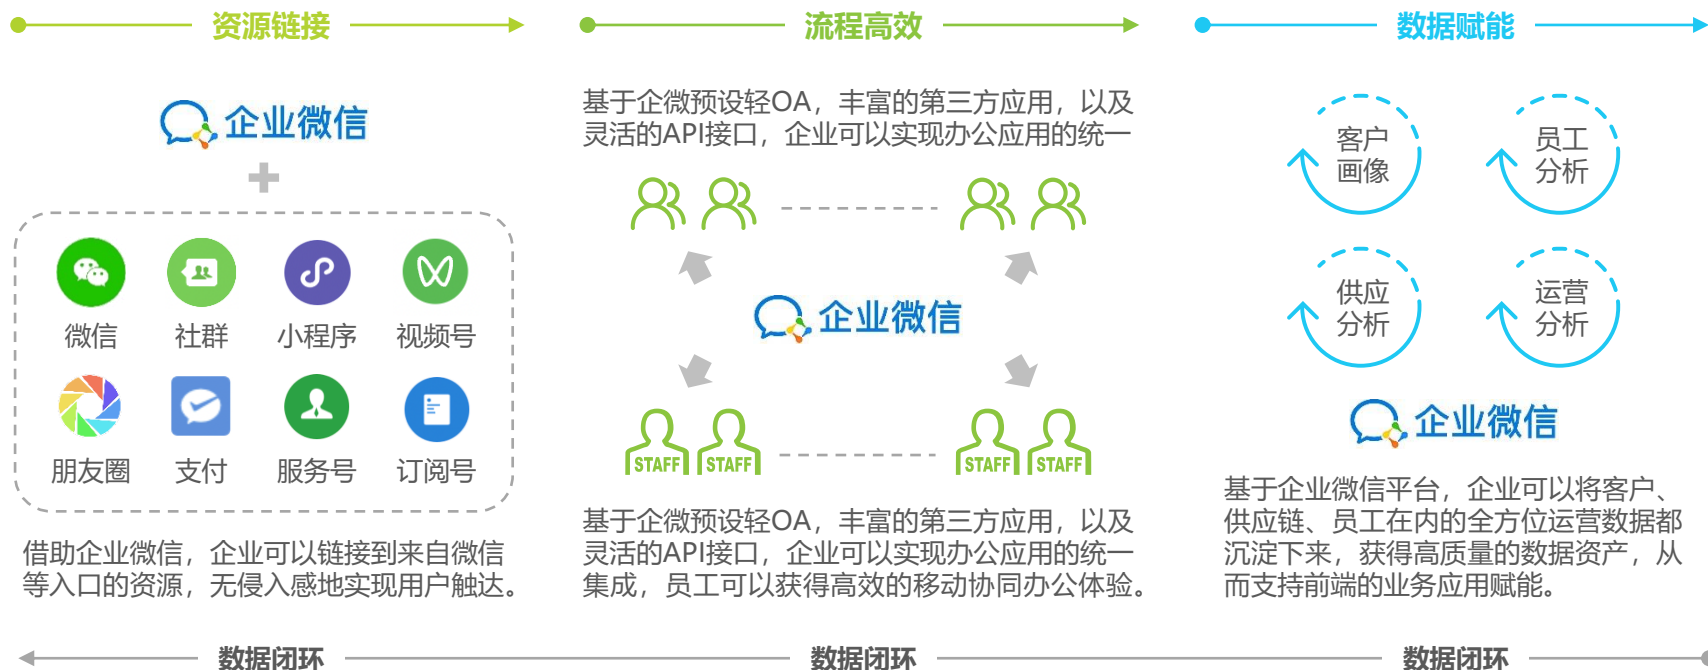 资源链接
企业微信
微信
社群
小程序
视频号
朋友圈
支付
服务号
订阅号
借助企业微信，企业可以链接到来自微信
等入口的资源，无侵入感地实现用户触达。
流程高效
基于企微预设轻OA，丰富的第三方应用，以及
灵活的API接口，企业可以实现办公应用的统一
企业微信
STAFF
STAFF
STAFF
STAFF
基于企微预设轻OA，丰富的第三方应用，以及
灵活的API接口，企业可以实现办公应用的统一
集成，员工可以获得高效的移动协同办公体验。
数据赋能
客户
画像
员工
分析
供应
分析
运营
分析
企业微信
基于企业微信平台，企业可以将客户、
供应链、员工在内的全方位运营数据都
沉淀下来，获得高质量的数据资产，从
而支持前端的业务应用赋能。
数据闭环
数据闭环
数据闭环